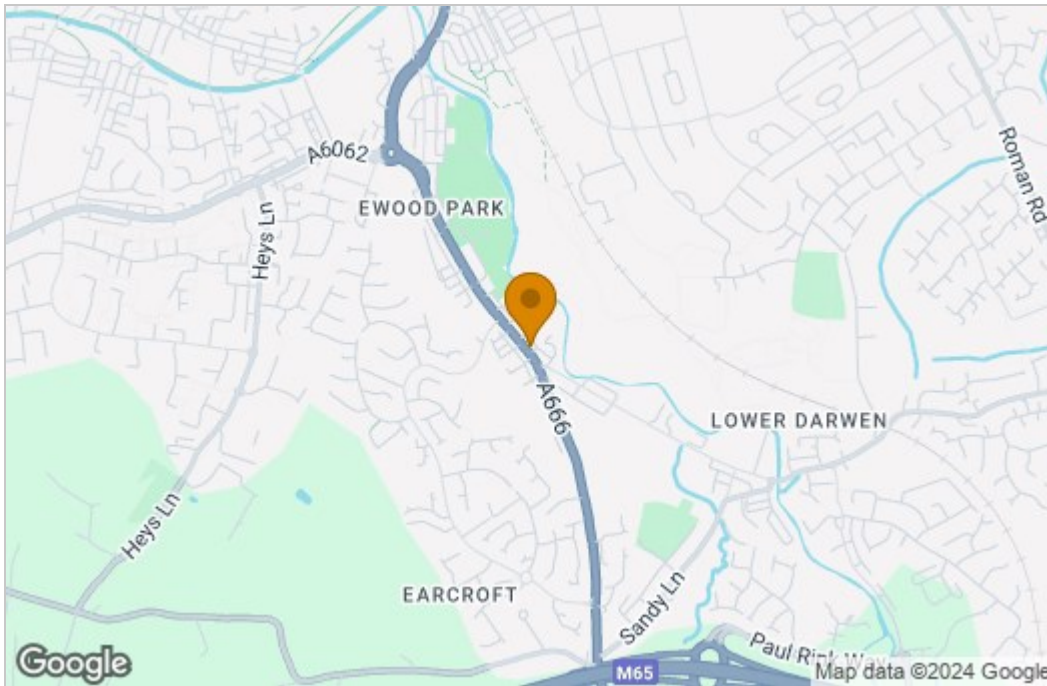 A6062
Roman Rd
EWOOD PARK
Heys Ln
A666
LOWER DARWEN
Heys Ln
EARCROFT
Sandy Ln
Paul Rink Way
M65
Google
Map data ©2024 Google